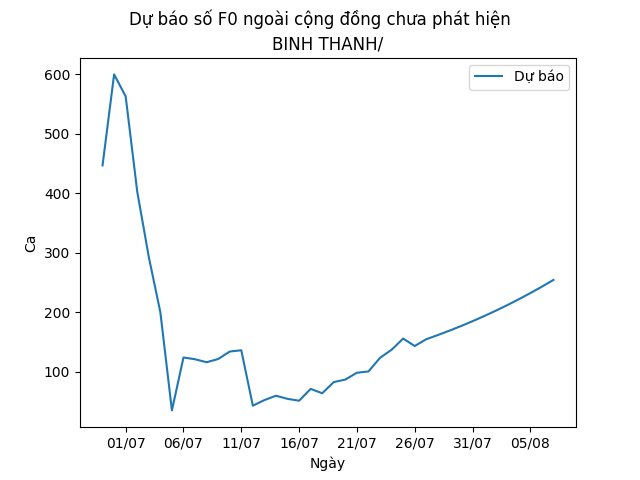 Dự báo số F0 ngoài cộng đồng chưa phát hiện
BINH THANH/
Dự báo
600
500
400
300
200
100
Ca
01/07 06/07 11/07 16/07 21/07 26/07 31/07 05/08
Ngày